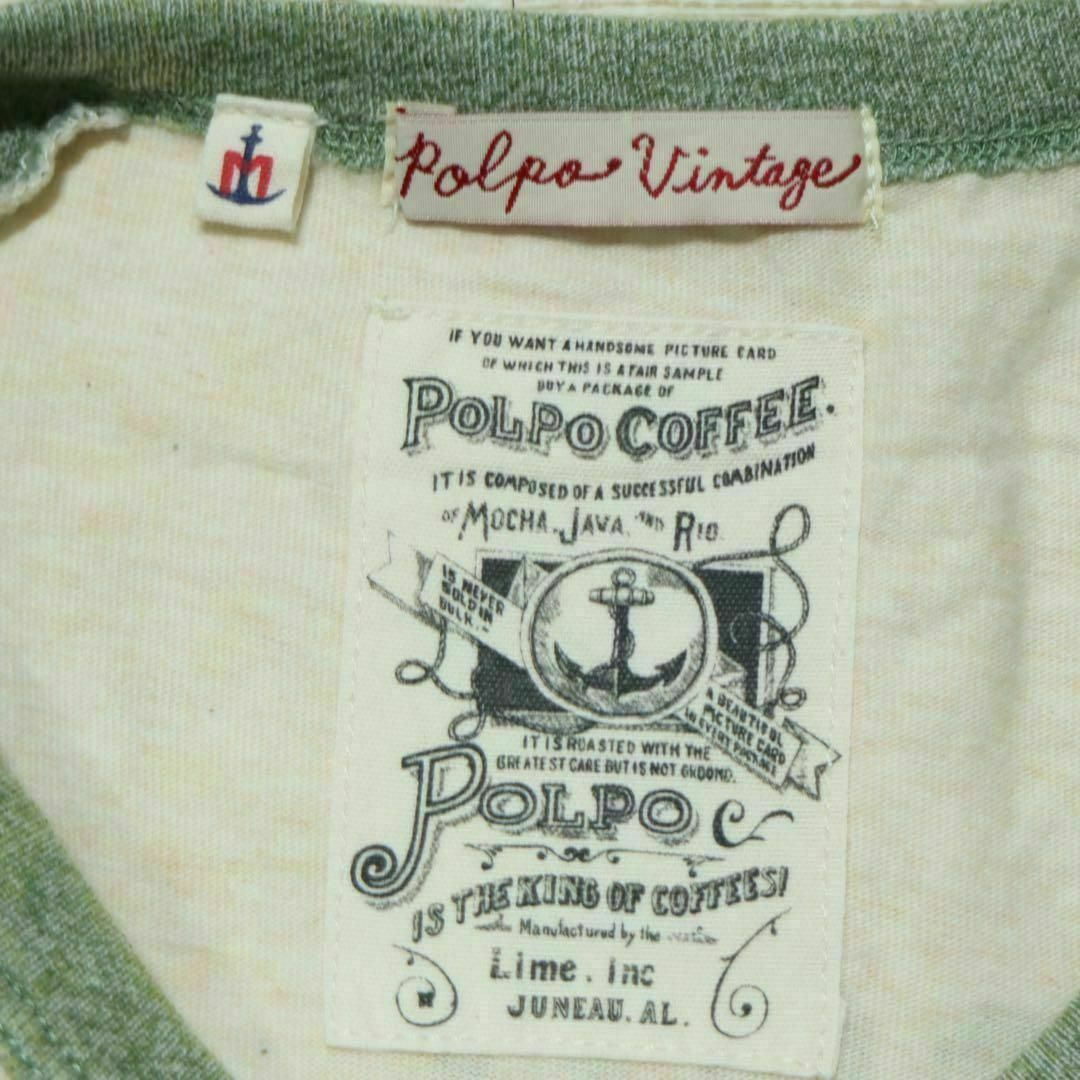 M
Polpo Vintage
IF YOU WANT A HANDSOME PICTURE CARD
OF WHICH THIS IS A FAIR SAMPLE
BUY A PACKAGE OF
POLPO COFFEE.
IT IS COMPOSED OF A SUCCESSFUL COMBINATION
OF MOCHA. JAVA. AND RIO.
IS NEVER
SOLD IN
BULK.-
A BEAUTIFUL
PICTURE CARD
IN EVERY PACKAGE
IT IS ROASTED WITH THE
GREATEST CARE BUT IS NOT GROOND.
POLPO C
IS THE KING OF COFFEES!
Manufactured by the
Lime. inc
JUNEAU. AL.